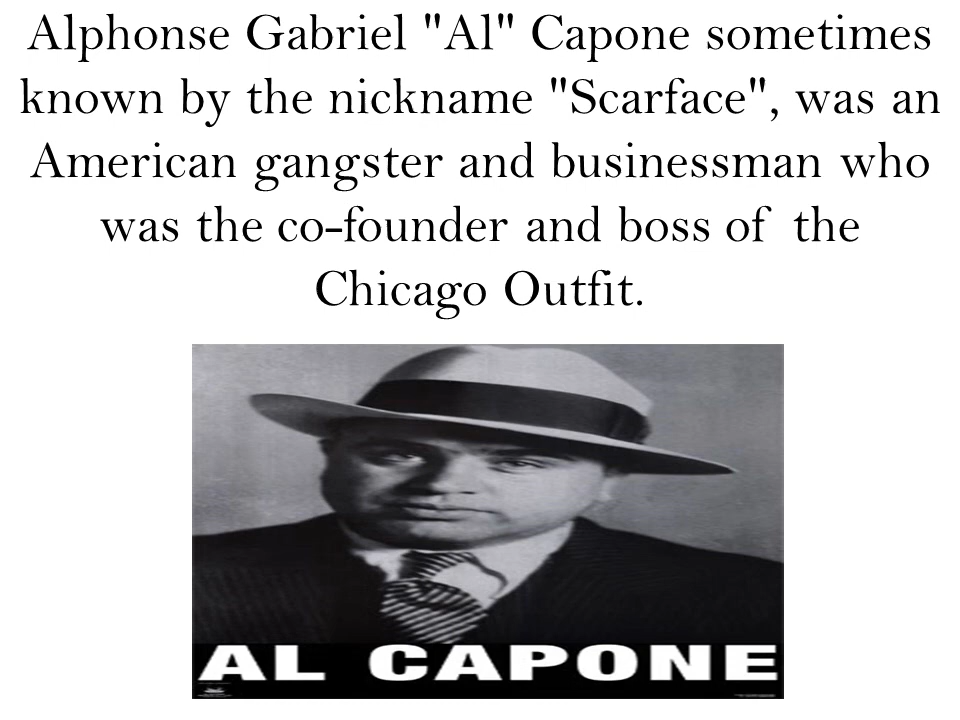 Alphonse Gabriel "Al" Capone sometimes
known by the nickname "Scarface", was an
American gangster and businessman who
was the co-founder and boss of the
Chicago Outfit.
AL CAPONE